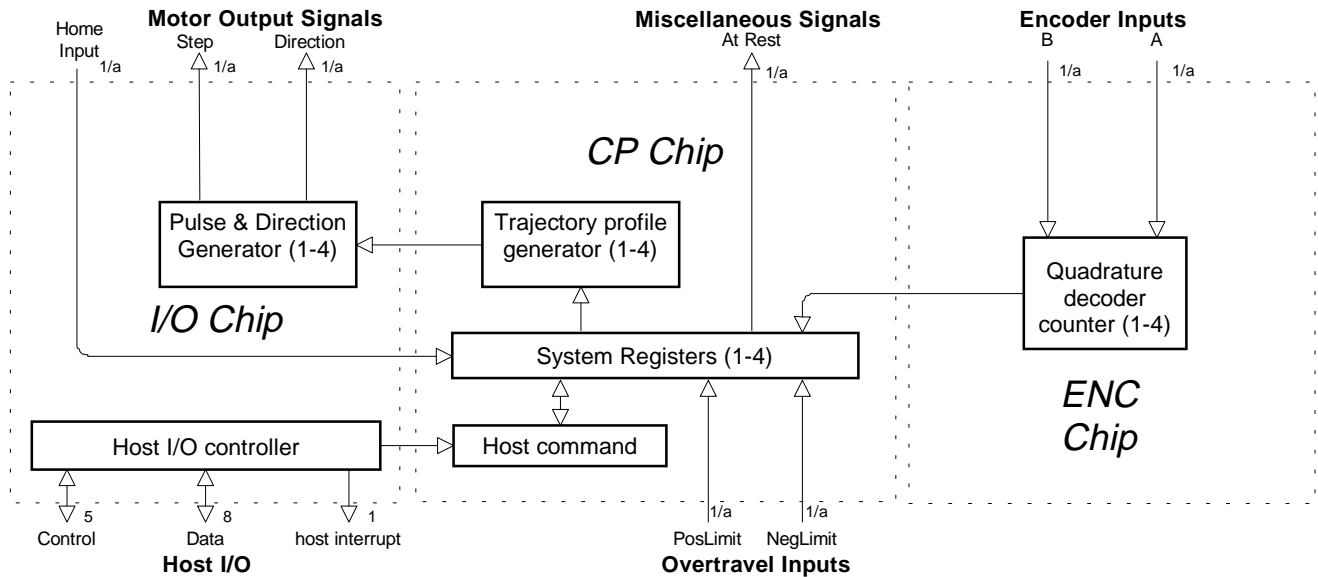 Motor Output Signals
Miscellaneous Signals
Encoder Inputs
Home
Input
Step
Direction
At Rest
B
A
1/a
1/a
1/a
1/a
1/a
1/a
CP Chip
Pulse & Direction
Generator (1-4)
Trajectory profile
generator (1-4)
Quadrature
decoder
counter (1-4)
I/O Chip
System Registers (1-4)
ENC
Chip
Host I/O controller
Host command
5
8
1
1/a
1/a
Control
Data
host interrupt
PosLimit
NegLimit
Host I/O
Overtravel Inputs